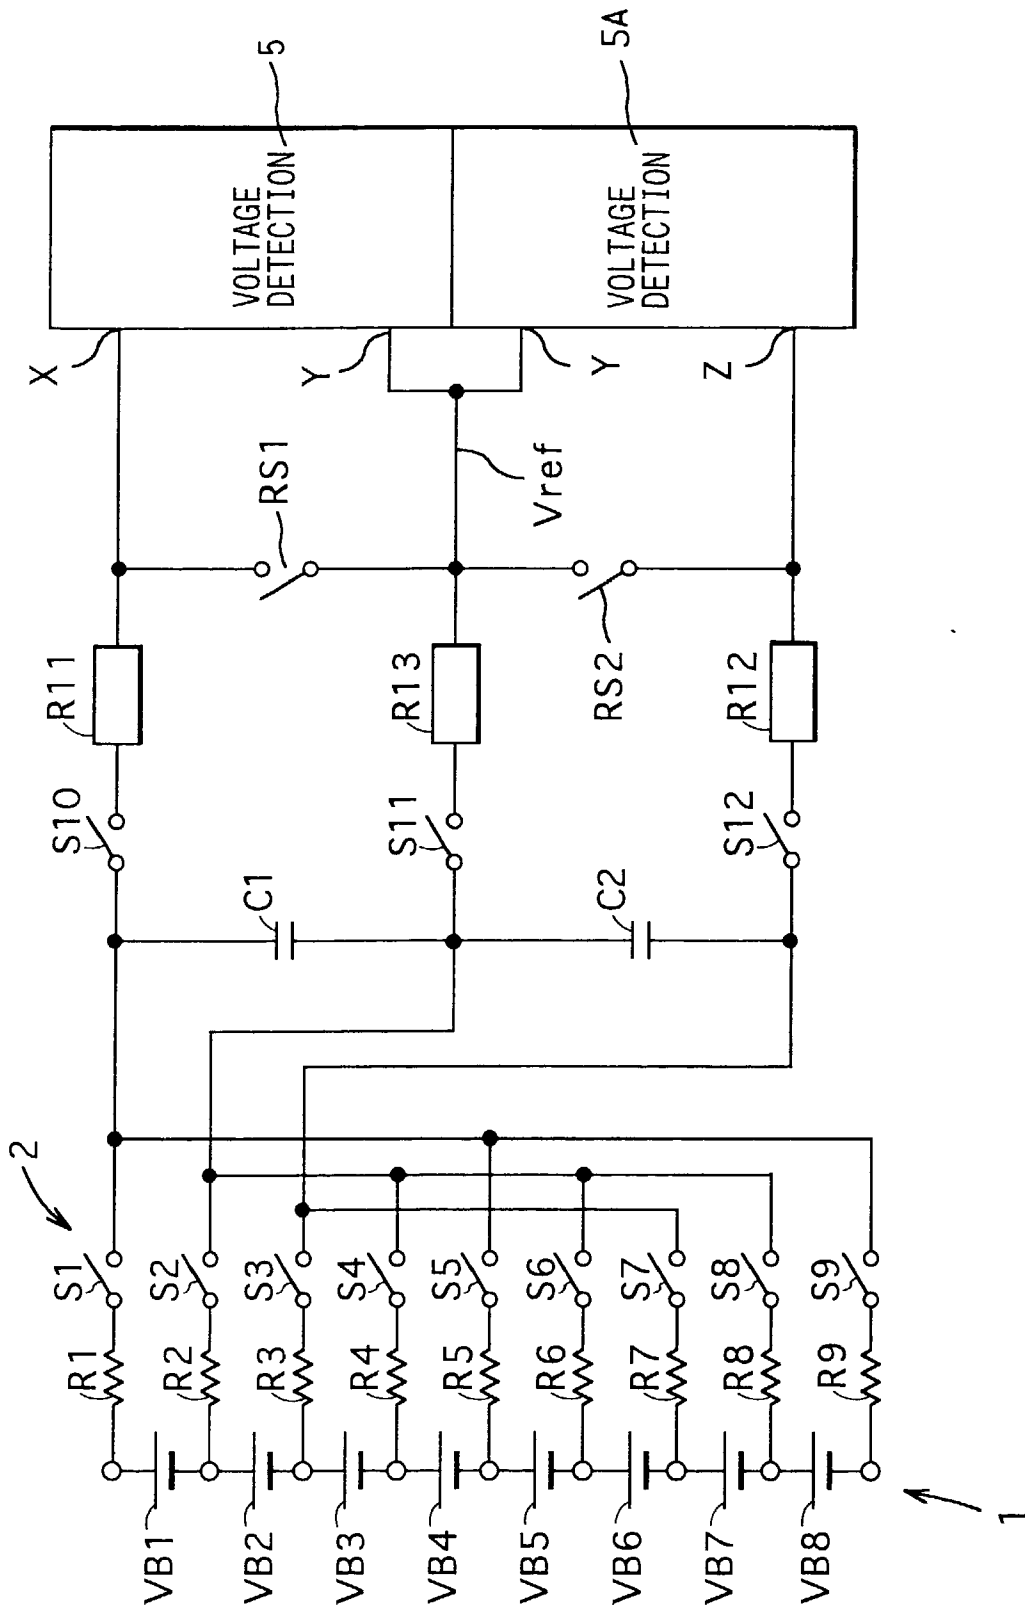 2
1
VB1
VB2
VB3
VB4
VB5
VB6
VB7
VB8
R1
R2
R3
R4
R5
R6
R7
R8
R9
S1
S2
S3
S4
S5
S6
S7
S8
S9
C1
C2
S10
S11
S12
R11
R13
R12
RS1
RS2
Vref
X
Y
Y
Z
VOLTAGE
DETECTION
5
VOLTAGE
DETECTION
5A